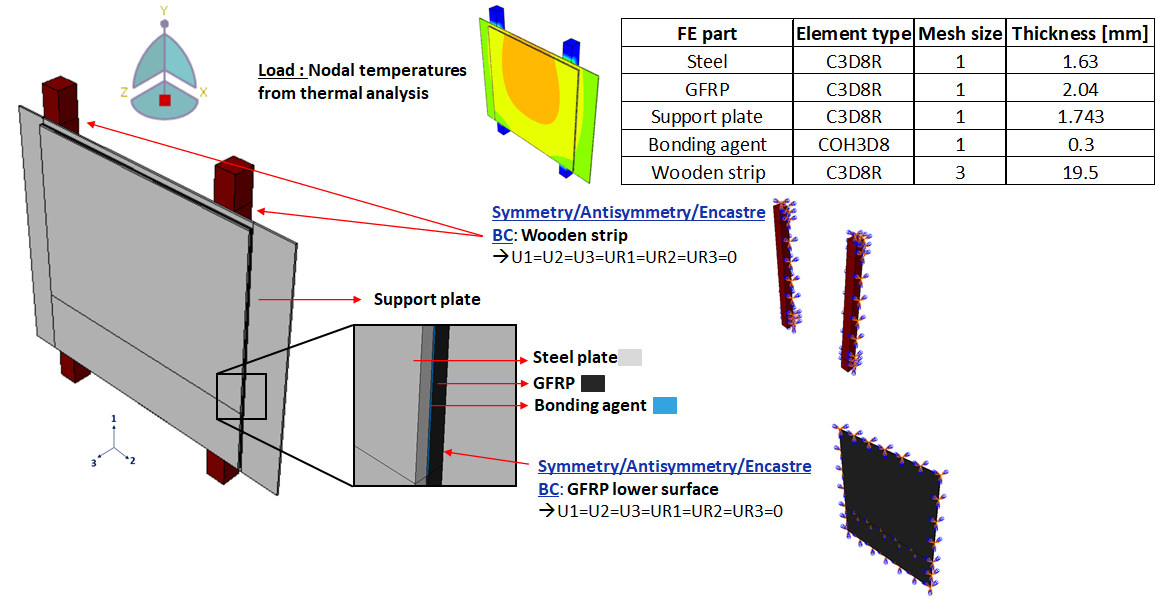 Y
Z
X
Load : Nodal temperatures
from thermal analysis
FE part Element type Mesh size Thickness [mm]
Steel C3D8R 1 1.63
GFRP C3D8R 1 2.04
Support plate C3D8R 1 1.743
Bonding agent COH3D8 1 0.3
Wooden strip C3D8R 3 19.5
Symmetry/Antisymmetry/Encastre
BC: Wooden strip
→U1=U2=U3=UR1=UR2=UR3=0
Support plate
Steel plate
GFRP
Bonding agent
1
3
2
Symmetry/Antisymmetry/Encastre
BC: GFRP lower surface
→U1=U2=U3=UR1=UR2=UR3=0